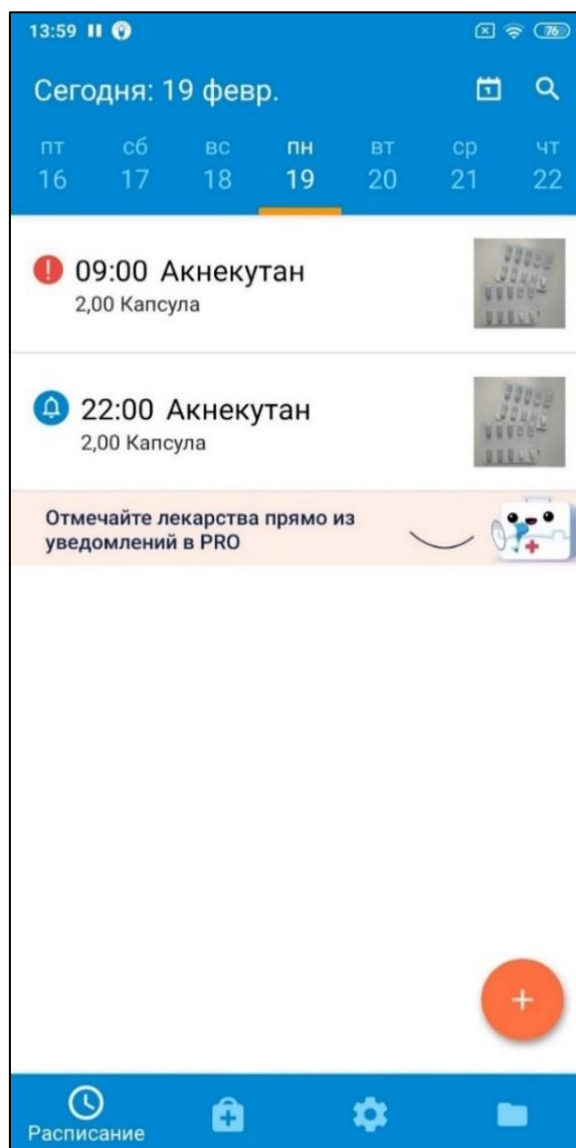 13:59
76
Сегодня: 19 февр.
1
пт сб вс пн вт ср чт
16 17 18 19 20 21 22
09:00 Акнекутан
2,00 Капсула
22:00 Акнекутан
2,00 Капсула
Отмечайте лекарства прямо из
уведомлений в PRO
Расписание